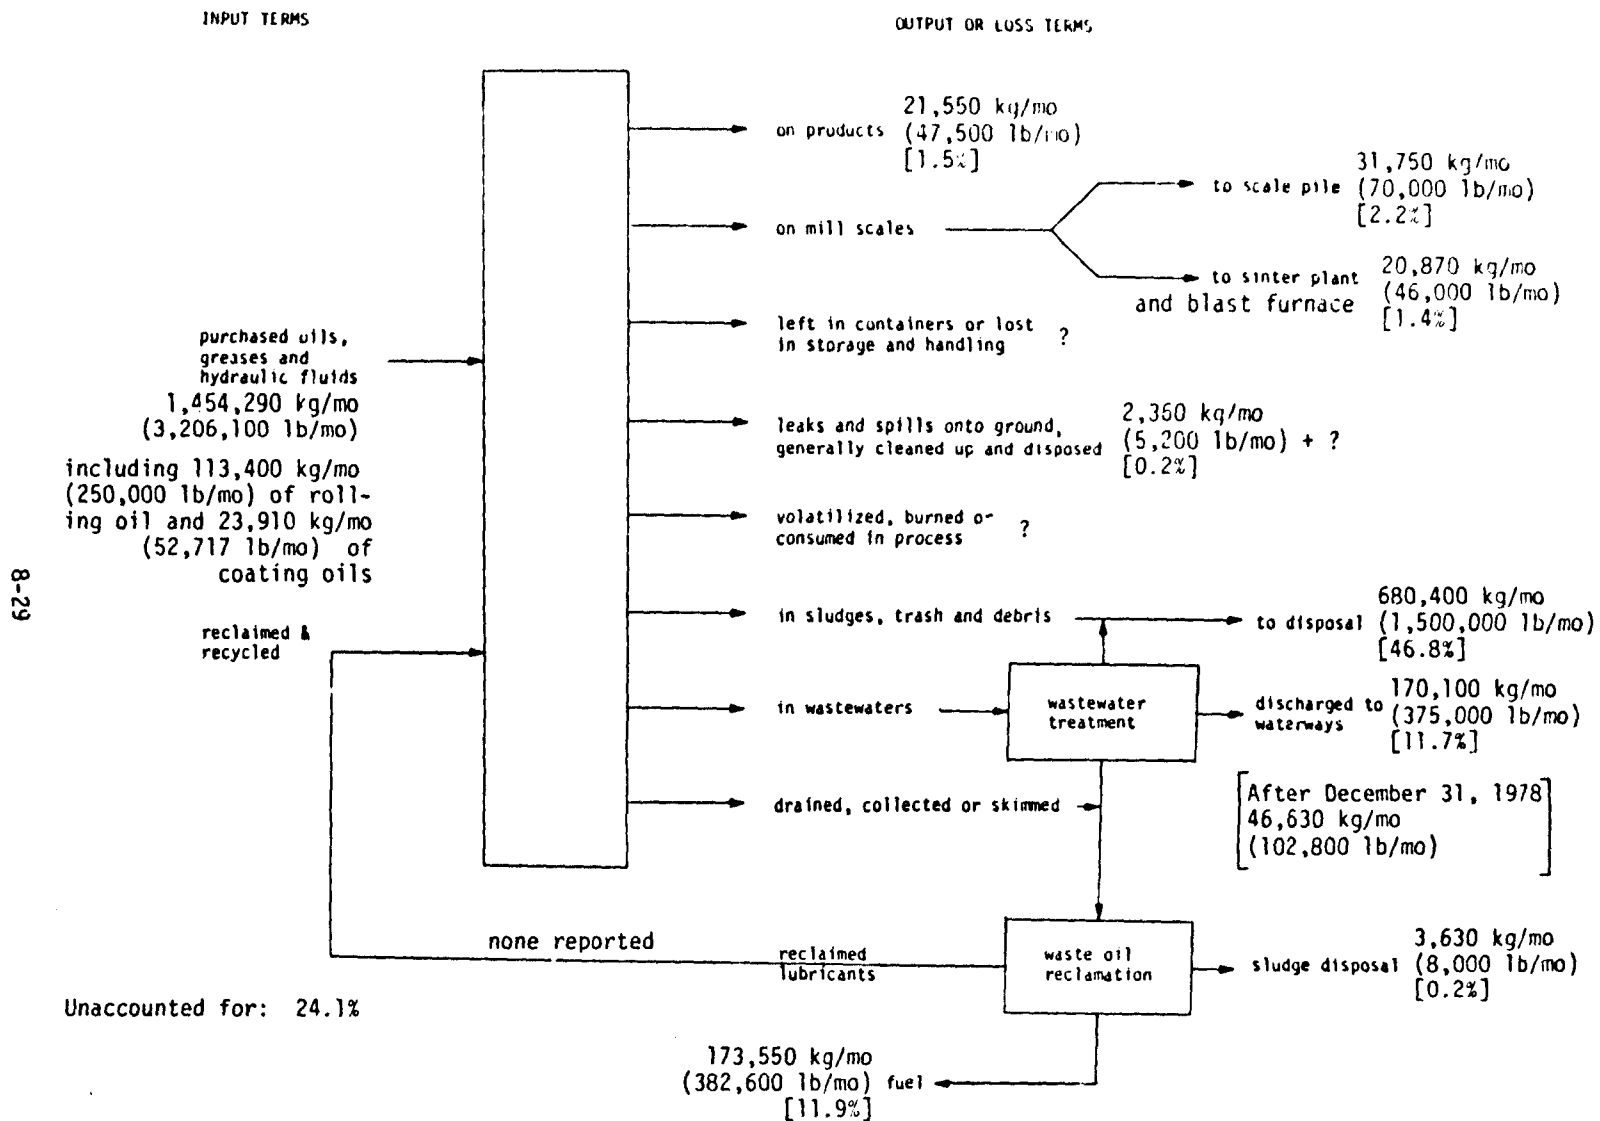 INPUT TERMS
OUTPUT OR LOSS TERMS
on products
21,550 kg/mo
(47,500 lb/mo)
[1.5%]
on mill scales
to scale pile
31,750 kg/mo
(70,000 lb/mo)
[2.2%]
to sinter plant
and blast furnace
20,870 kg/mo
(46,000 lb/mo)
[1.4%]
left in containers or lost
in storage and handling ?
purchased oils,
greases and
hydraulic fluids
1,454,290 kg/mo
(3,206,100 lb/mo)
including 113,400 kg/mo
(250,000 lb/mo) of roll-
ing oil and 23,910 kg/mo
(52,717 lb/mo) of
coating oils
leaks and spills onto ground,
generally cleaned up and disposed
2,360 kg/mo
(5,200 lb/mo) + ?
[0.2%]
volatilized, burned or
consumed in process ?
in sludges, trash and debris
to disposal
680,400 kg/mo
(1,500,000 lb/mo)
[46.8%]
reclaimed &
recycled
in wastewaters
wastewater
treatment
discharged to
waterways
170,100 kg/mo
(375,000 lb/mo)
[11.7%]
drained, collected or skimmed
[After December 31, 1978
46,630 kg/mo
(102,800 lb/mo)]
none reported
reclaimed
lubricants
waste oil
reclamation
sludge disposal
3,630 kg/mo
(8,000 lb/mo)
[0.2%]
Unaccounted for: 24.1%
173,550 kg/mo
(382,600 lb/mo) fuel
[11.9%]
8-29